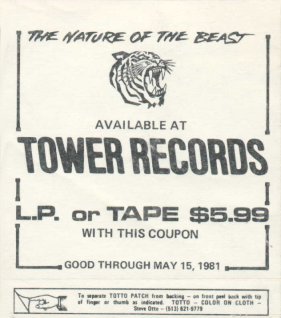 THE NATURE OF THE BEAST
AVAILABLE AT
TOWER RECORDS
L.P. or TAPE $5.99
WITH THIS COUPON
GOOD THROUGH MAY 15, 1981
To separate TOTTO PATCH from backing – on front peel back with tip
of finger or thumb as indicated. TOTTO – COLOR ON CLOTH –
Steve Otto – (513) 821-9779